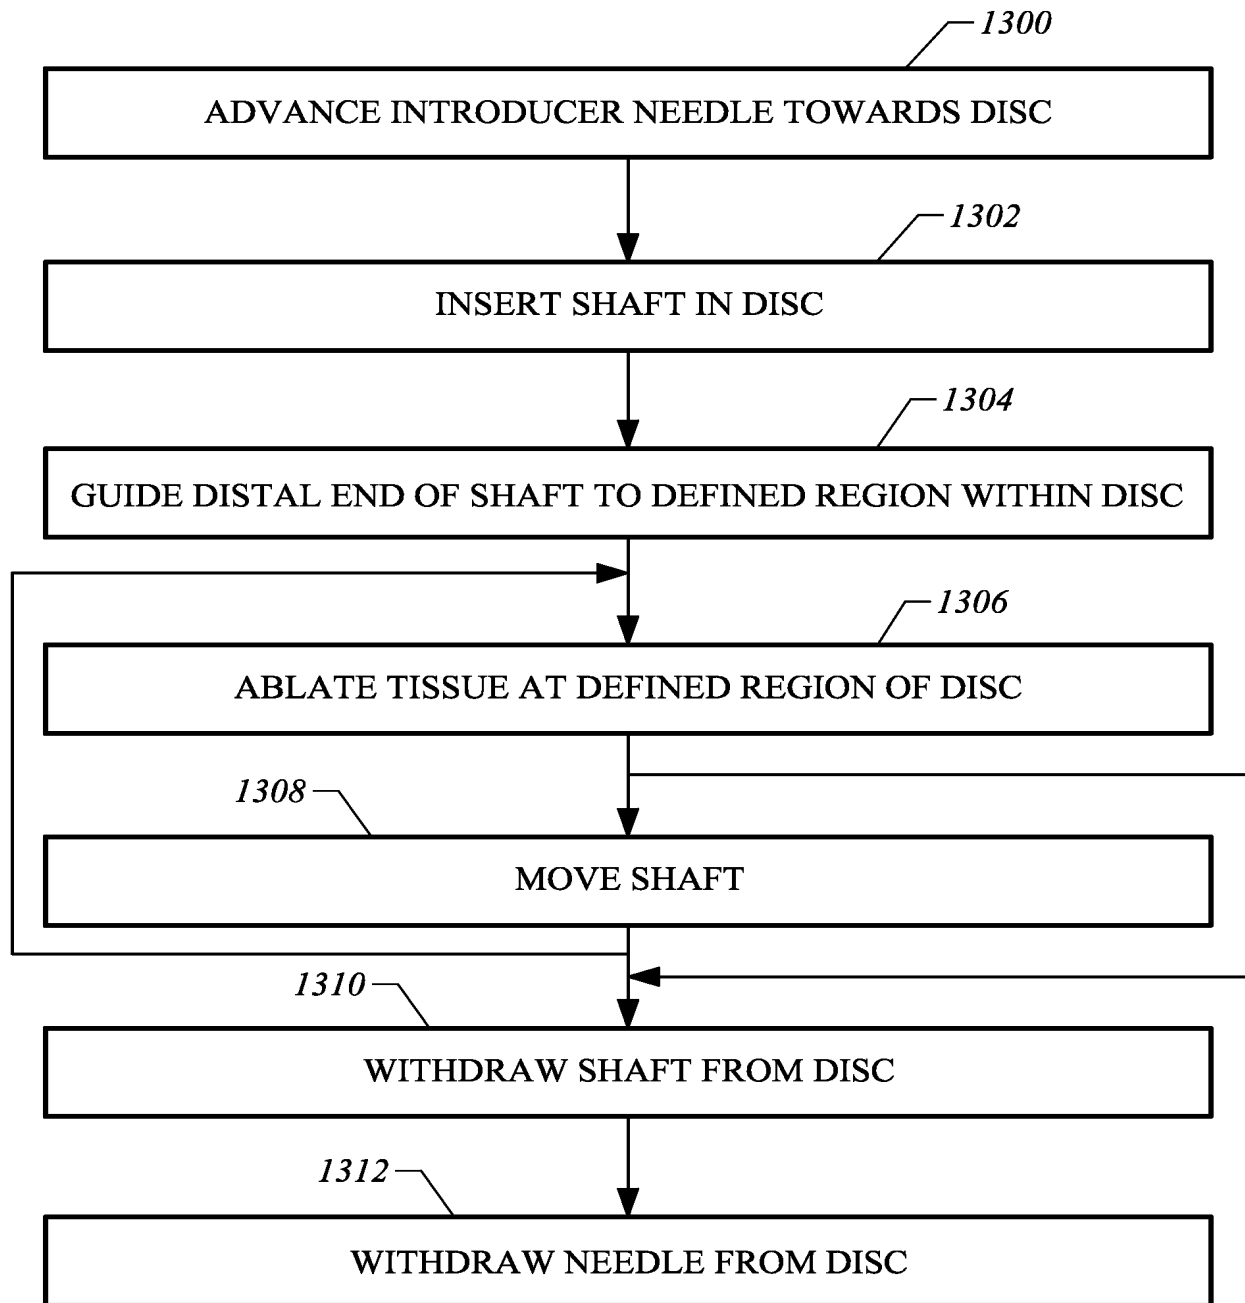 1300
ADVANCE INTRODUCER NEEDLE TOWARDS DISC
1302
INSERT SHAFT IN DISC
1304
GUIDE DISTAL END OF SHAFT TO DEFINED REGION WITHIN DISC
1306
ABLATE TISSUE AT DEFINED REGION OF DISC
1308
MOVE SHAFT
1310
WITHDRAW SHAFT FROM DISC
1312
WITHDRAW NEEDLE FROM DISC